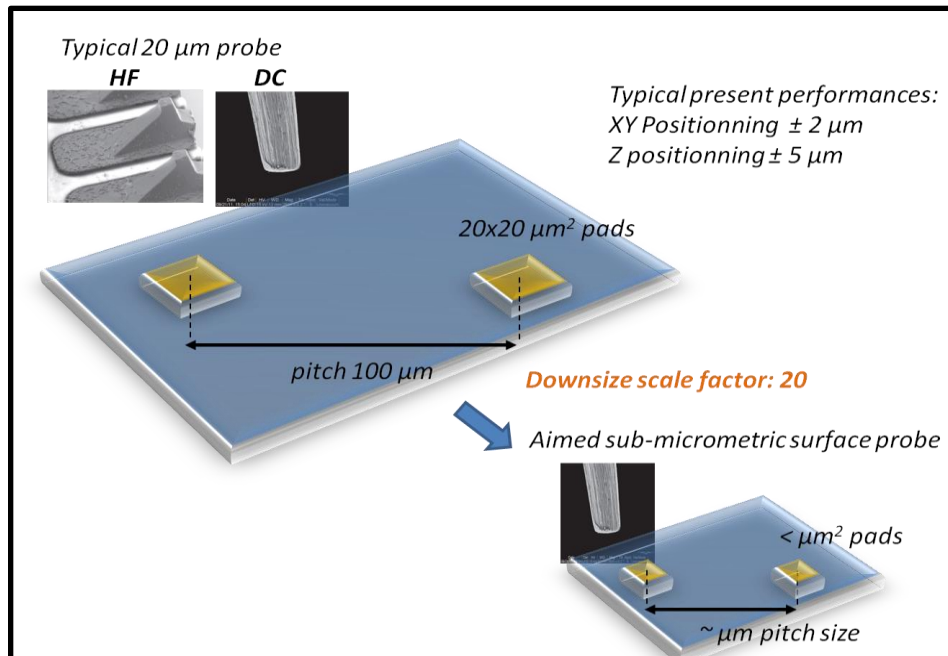 Typical 20 µm probe
HF
DC
Typical present performances:
XY Positionning ± 2 µm
Z positionning ± 5 µm
20x20 µm² pads
pitch 100 µm
Downsize scale factor: 20
Aimed sub-micrometric surface probe
< µm² pads
~ µm pitch size